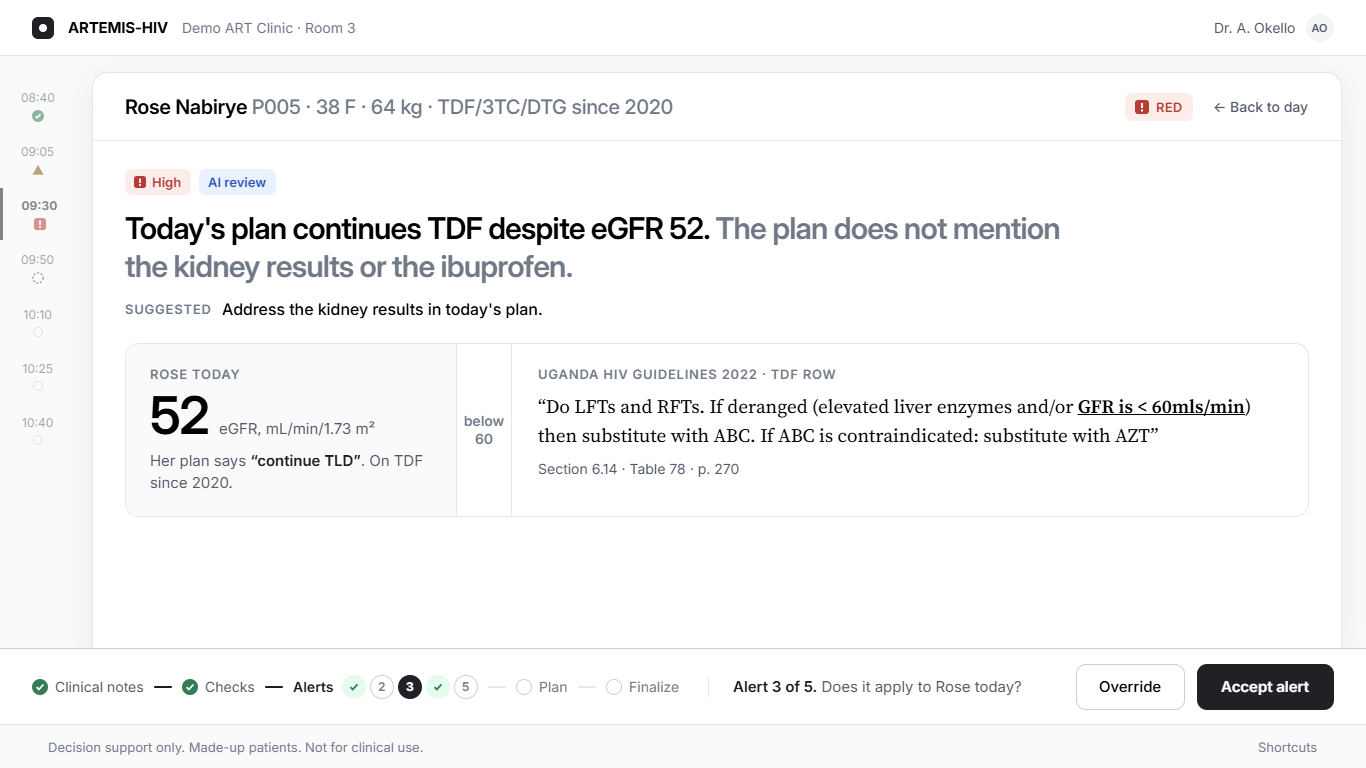 ARTEMIS-HIV Demo ART Clinic · Room 3
Dr. A. Okello AO
08:40
09:05
09:30
09:50
10:10
10:25
10:40
Rose Nabirye P005 · 38 F · 64 kg · TDF/3TC/DTG since 2020
RED
← Back to day
High
AI review
Today's plan continues TDF despite eGFR 52. The plan does not mention
the kidney results or the ibuprofen.
SUGGESTED Address the kidney results in today's plan.
ROSE TODAY
52 eGFR, mL/min/1.73 m²
Her plan says “continue TLD”. On TDF
since 2020.
below
60
UGANDA HIV GUIDELINES 2022 · TDF ROW
“Do LFTs and RFTs. If deranged (elevated liver enzymes and/or GFR is < 60mls/min)
then substitute with ABC. If ABC is contraindicated: substitute with AZT”
Section 6.14 · Table 78 · p. 270
Clinical notes
Checks
Alerts 2 3 5
Plan
Finalize
Alert 3 of 5. Does it apply to Rose today?
Override
Accept alert
Decision support only. Made-up patients. Not for clinical use.
Shortcuts